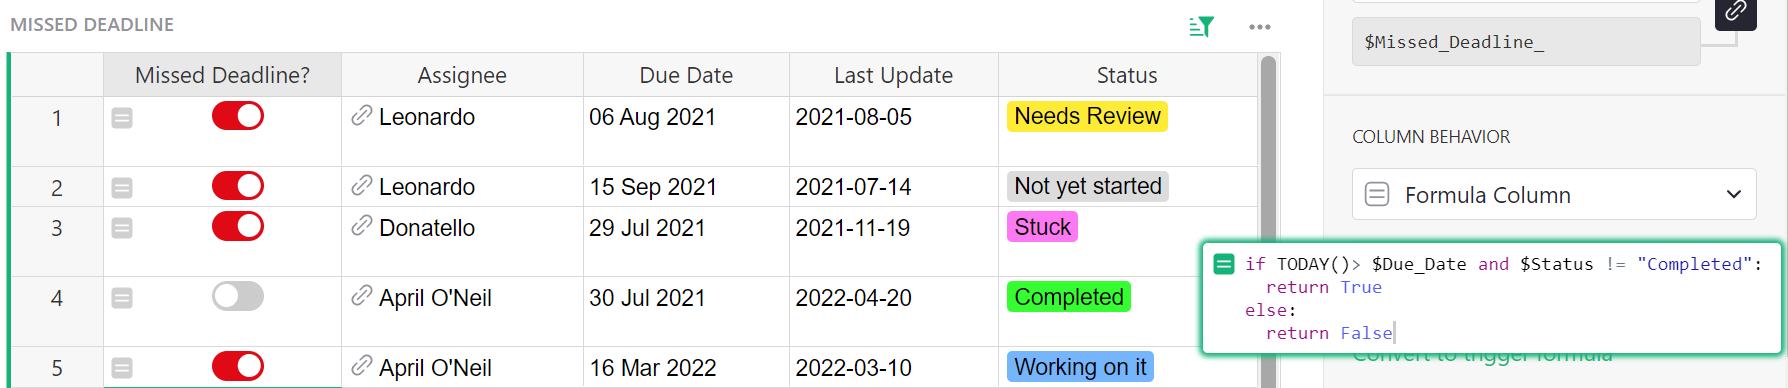 MISSED DEADLINE
Missed Deadline? Assignee Due Date Last Update Status
1 Leonardo 06 Aug 2021 2021-08-05 Needs Review
2 Leonardo 15 Sep 2021 2021-07-14 Not yet started
3 Donatello 29 Jul 2021 2021-11-19 Stuck
4 April O'Neil 30 Jul 2021 2022-04-20 Completed
5 April O'Neil 16 Mar 2022 2022-03-10 Working on it
$Missed_Deadline_
COLUMN BEHAVIOR
Formula Column
if TODAY()> $Due_Date and $Status != "Completed":
return True
else:
return False
Convert to trigger formula